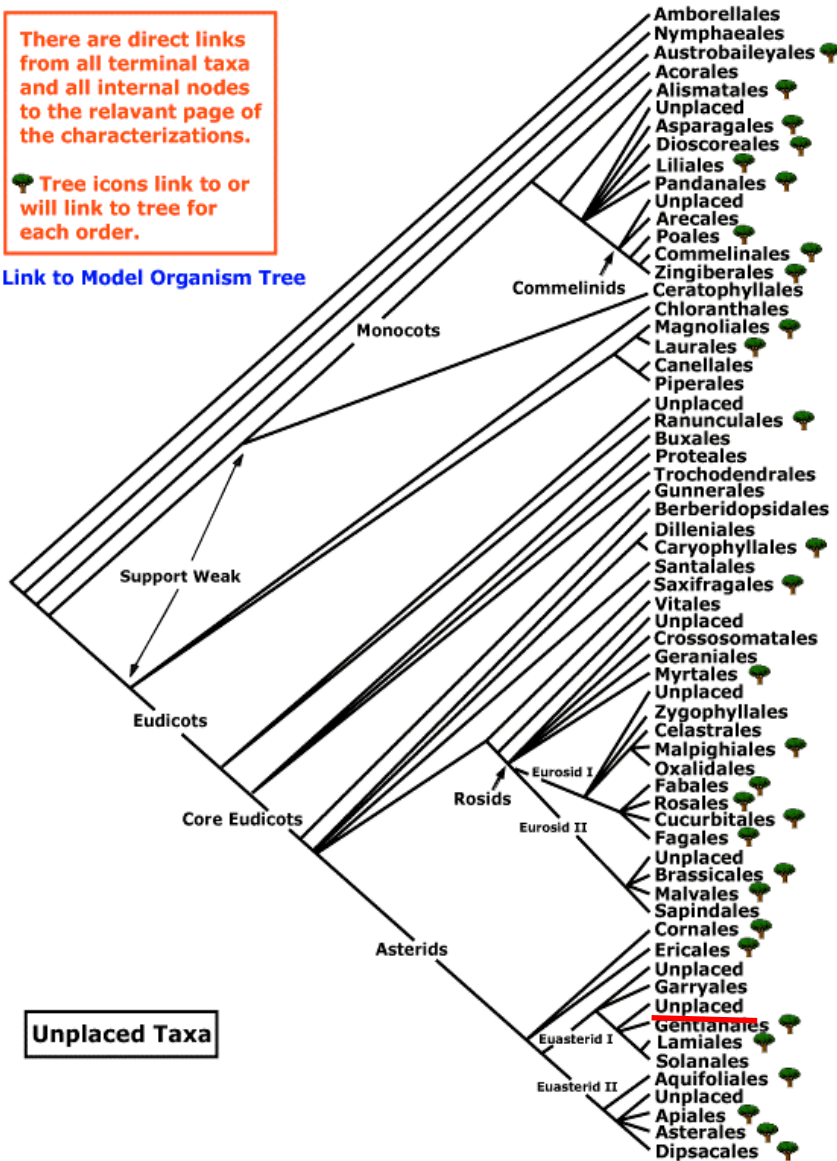 There are direct links
from all terminal taxa
and all internal nodes
to the relavant page of
the characterizations.
Tree icons link to or
will link to tree for
each order.
Link to Model Organism Tree
Amborellales
Nymphaeales
Austrobaileyales
Acorales
Alismatales
Unplaced
Asparagales
Dioscoreales
Liliales
Pandanales
Unplaced
Arecales
Poales
Commelinales
Zingiberales
Commelinids
Ceratophyllales
Monocots
Chloranthales
Magnoliales
Laurales
Canellales
Piperales
Unplaced
Ranunculales
Buxales
Proteales
Trochodendrales
Gunnerales
Berberidopsidales
Dilleniales
Caryophyllales
Support Weak
Santalales
Saxifragales
Vitales
Unplaced
Crossosomatales
Geraniales
Myrtales
Unplaced
Eudicots
Zygophyllales
Celastrales
Malpighiales
Oxalidales
Eurosid I
Fabales
Rosales
Rosids
Cucurbitales
Core Eudicots
Eurosid II
Fagales
Unplaced
Brassicales
Malvales
Sapindales
Cornales
Asterids
Ericales
Unplaced
Garryales
Unplaced
Gentianales
Unplaced Taxa
Euasterid I
Lamiales
Solanales
Aquifoliales
Euasterid II
Unplaced
Apiales
Asterales
Dipsacales